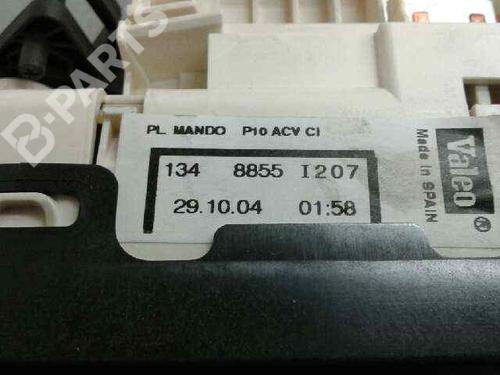 B-PARTS
PL. MANDO P10 ACV CI
134 8855 I207
29.10.04 01:58
Valeo
®
Made in SPAIN